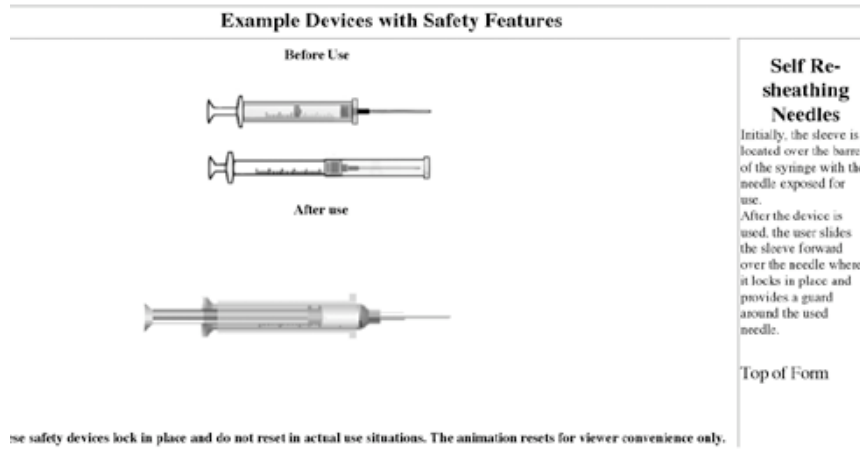 Example Devices with Safety Features
Before Use
After use
Self Re-
sheathing
Needles
Initially, the sleeve is
located over the barre
of the syringe with the
needle exposed for
use.
After the device is
used, the user slides
the sleeve forward
over the needle where
it locks in place and
provides a guard
around the used
needle.
Top of Form
ese safety devices lock in place and do not reset in actual use situations. The animation resets for viewer convenience only.